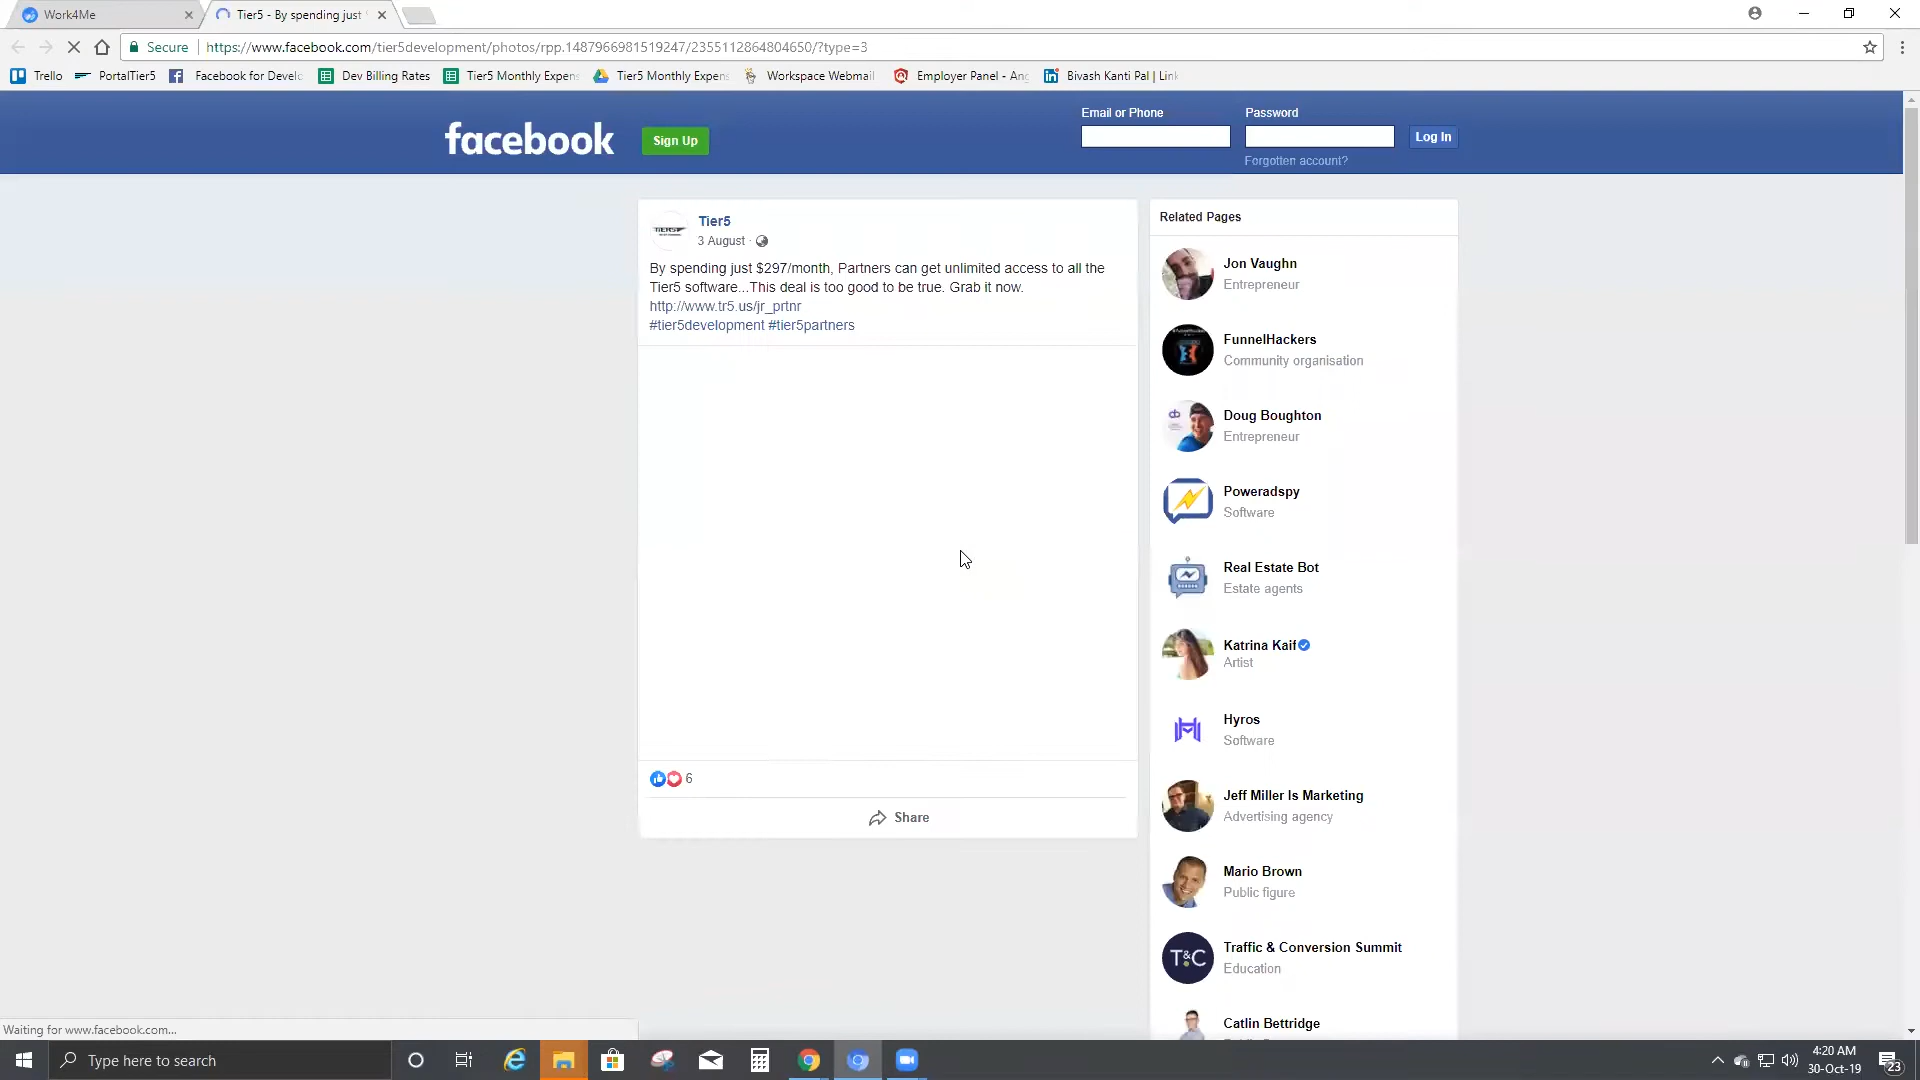 Work4Me
Tier5 - By spending just
Secure
https://www.facebook.com/tier5development/photos/rpp.1487966981519247/2355112864804650/?type=3
Trello
PortalTier5
Facebook for Develo
Dev Billing Rates
Tier5 Monthly Expens
Tier5 Monthly Expens
Workspace Webmail
Employer Panel - Ang
Bivash Kanti Pal | Link
facebook
Sign Up
Email or Phone
Password
Log In
Forgotten account?
TIER5
Tier5
3 August ·
By spending just $297/month, Partners can get unlimited access to all the
Tier5 software...This deal is too good to be true. Grab it now.
http://www.tr5.us/jr_prtnr
#tier5development #tier5partners
6
Share
Related Pages
Jon Vaughn
Entrepreneur
FunnelHackers
Community organisation
Doug Boughton
Entrepreneur
Poweradspy
Software
Real Estate Bot
Estate agents
Katrina Kaif
Artist
Hyros
Software
Jeff Miller Is Marketing
Advertising agency
Mario Brown
Public figure
T&C
Traffic & Conversion Summit
Education
Catlin Bettridge
Waiting for www.facebook.com...
Type here to search
4:20 AM
30-Oct-19
23